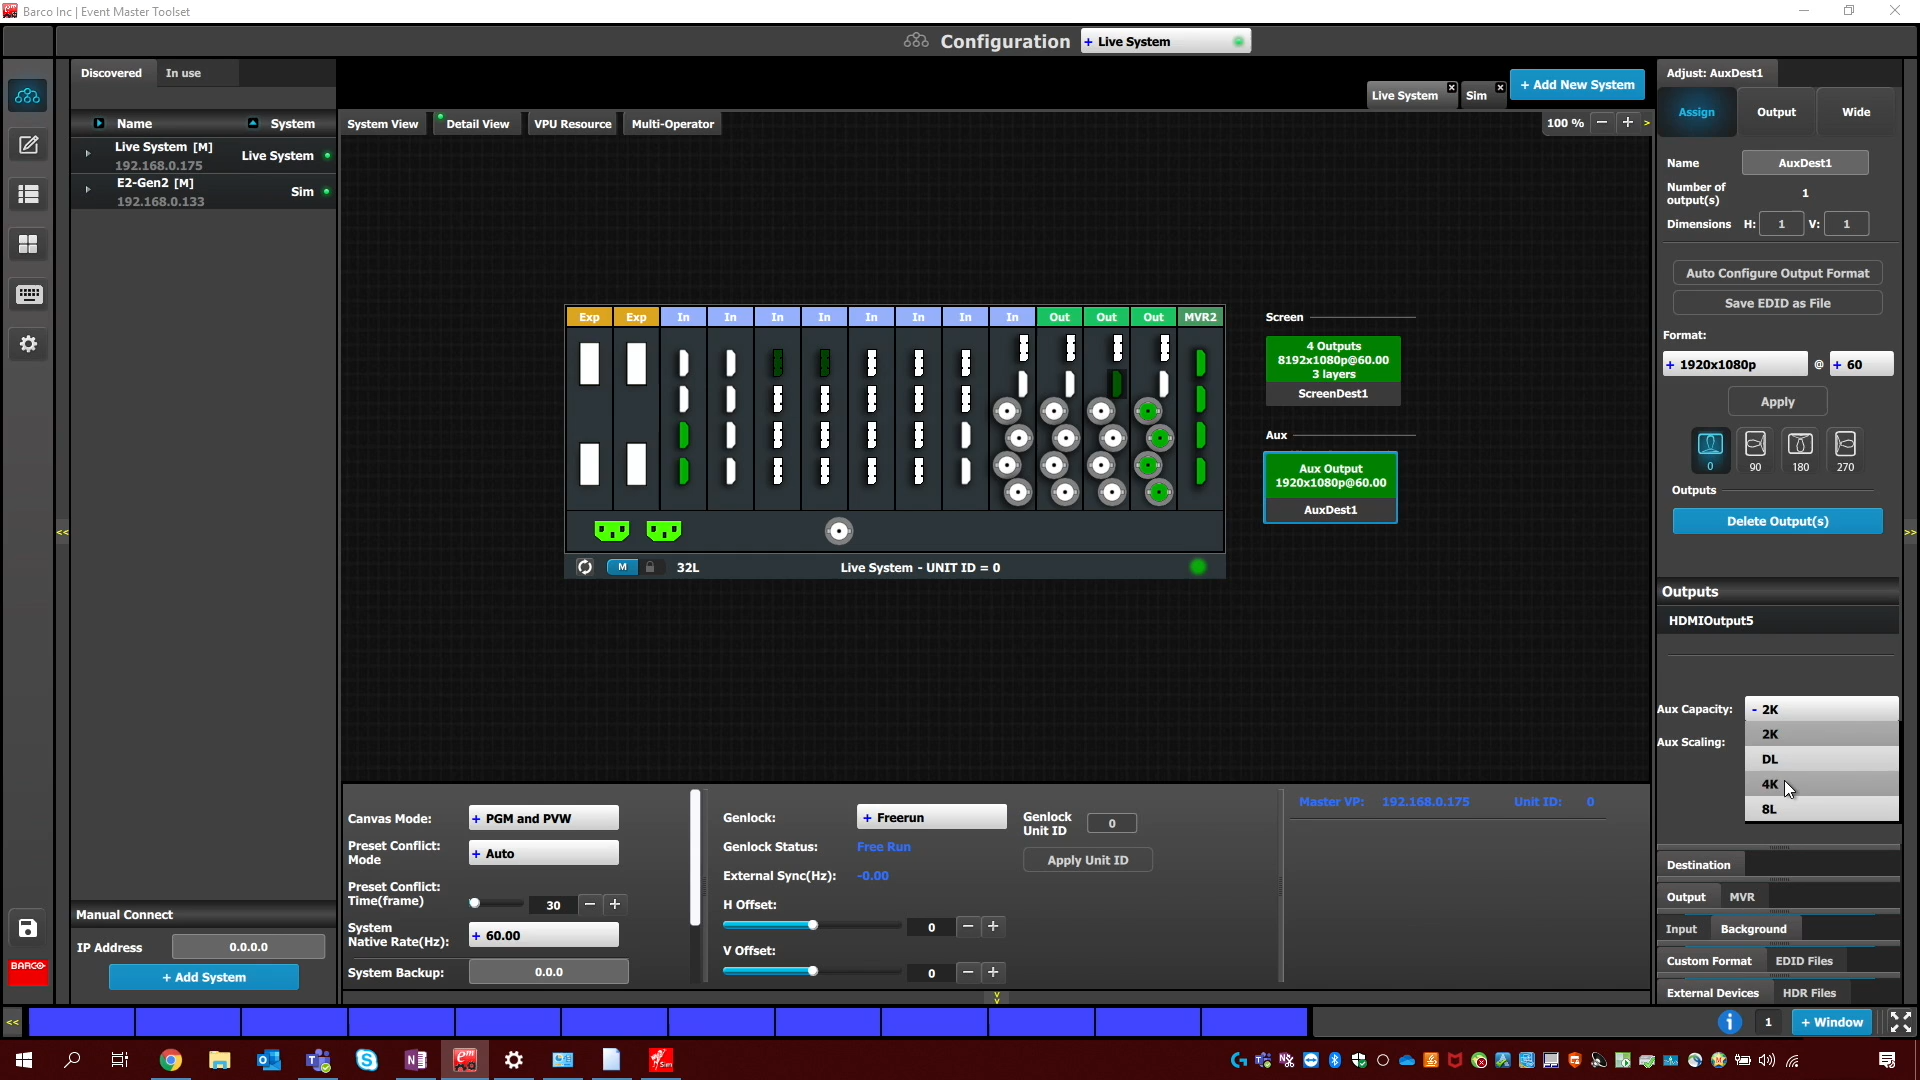 Barco Inc | Event Master Toolset
Configuration + Live System
Discovered In use
Name System
Live System [M]
192.168.0.175
Live System
E2-Gen2 [M]
192.168.0.133
Sim
Manual Connect
IP Address 0.0.0.0
+ Add System
BARCO
Live System Sim + Add New System
System View Detail View VPU Resource Multi-Operator 100 % − + >
Exp Exp In In In In In In In In Out Out Out MVR2
M 32L Live System - UNIT ID = 0
Screen
4 Outputs
8192x1080p@60.00
3 layers
ScreenDest1
Aux
Aux Output
1920x1080p@60.00
AuxDest1
Canvas Mode: + PGM and PVW
Preset Conflict:
Mode
+ Auto
Preset Conflict:
Time(frame)
30 − +
System
Native Rate(Hz):
+ 60.00
System Backup: 0.0.0
Genlock: + Freerun
Genlock Status: Free Run
External Sync(Hz): -0.00
H Offset:
0 − +
V Offset:
0 − +
Genlock
Unit ID
0
Apply Unit ID
Master VP: 192.168.0.175 Unit ID: 0
Adjust: AuxDest1
Assign Output Wide
Name AuxDest1
Number of
output(s)
1
Dimensions H: 1 V: 1
Auto Configure Output Format
Save EDID as File
Format:
+ 1920x1080p @ + 60
Apply
0 90 180 270
Outputs
Delete Output(s)
Outputs
HDMIOutput5
Aux Capacity: - 2K
2K
Aux Scaling:
DL
4K
8L
Destination
Output MVR
Input Background
Custom Format EDID Files
External Devices HDR Files
<< >>
<< 1 + Window